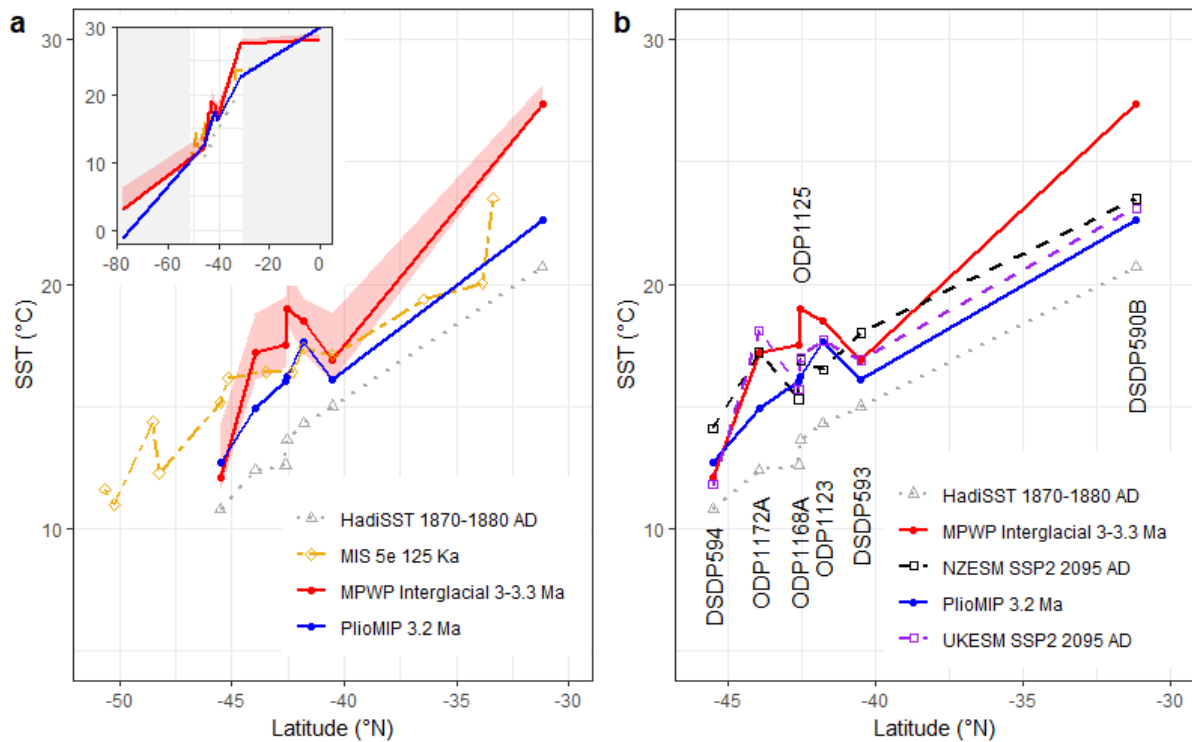 a
30
20
10
SST (°C)
30
20
10
0
-80
-60
-40
-20
0
HadiSST 1870-1880 AD
MIS 5e 125 Ka
MPWP Interglacial 3-3.3 Ma
PlioMIP 3.2 Ma
-50
-45
-40
-35
-30
Latitude (°N)
b
30
20
10
SST (°C)
DSDP594
ODP1172A
ODP1168A
ODP1125
ODP1123
DSDP593
DSDP590B
HadiSST 1870-1880 AD
MPWP Interglacial 3-3.3 Ma
NZESM SSP2 2095 AD
PlioMIP 3.2 Ma
UKESM SSP2 2095 AD
-45
-40
-35
-30
Latitude (°N)